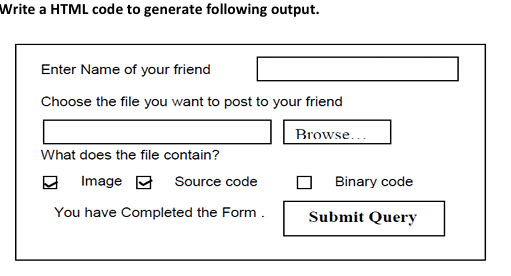 Write a HTML code to generate following output.
Enter Name of your friend
Choose the file you want to post to your friend
Browse...
What does the file contain?
Image Source code Binary code
You have Completed the Form . Submit Query